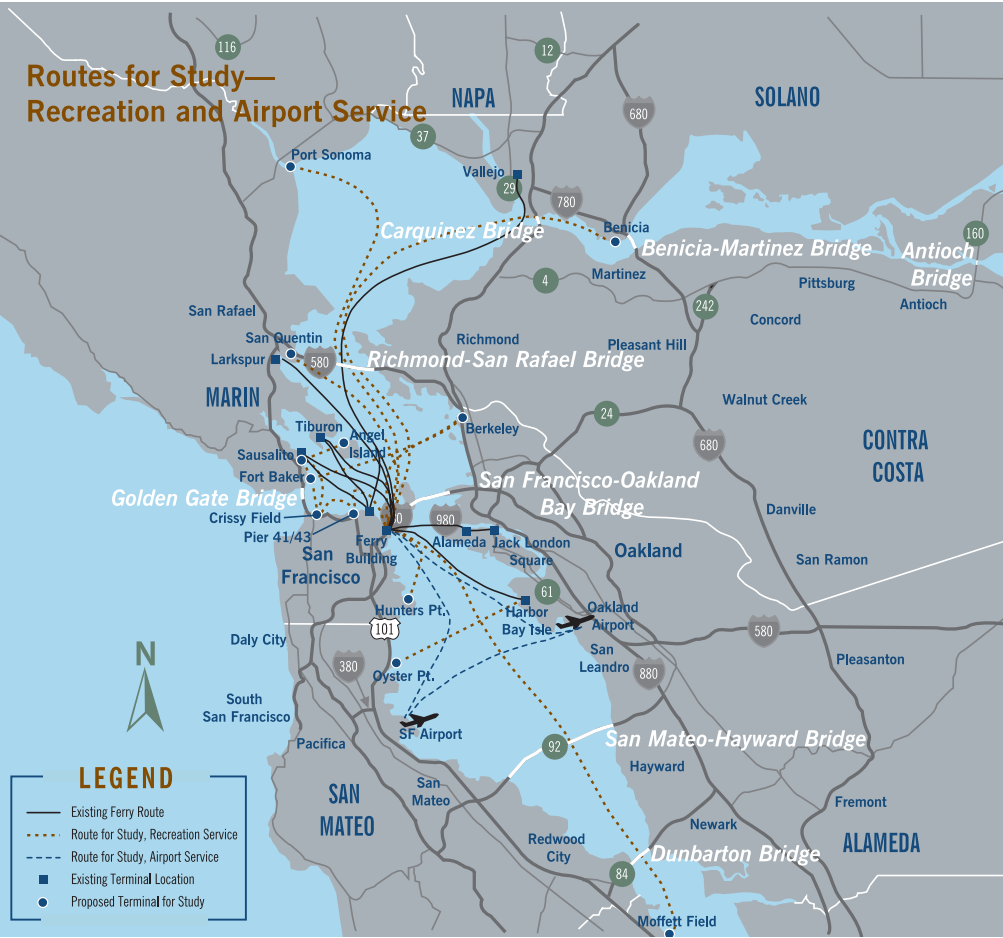 116
12
Routes for Study—
Recreation and Airport Service
NAPA
SOLANO
680
37
Port Sonoma
Vallejo
29
780
Carquinez Bridge
Benicia
Benicia-Martinez Bridge
160
Antioch
Bridge
Martinez
4
Pittsburg
242
Antioch
San Rafael
Concord
San Quentin
Richmond
Pleasant Hill
Larkspur
580
Richmond-San Rafael Bridge
MARIN
Walnut Creek
24
Tiburon
Angel
Island
Berkeley
680
CONTRA
COSTA
Sausalito
Fort Baker
San Francisco-Oakland
Bay Bridge
Golden Gate Bridge
Crissy Field
Pier 41/43
980
Danville
Ferry
Building
Alameda
Jack London
Square
Oakland
San
Francisco
San Ramon
61
Hunters Pt.
Harbor
Bay Isle
Oakland
Airport
101
580
Daly City
San
Leandro
N
380
Oyster Pt.
880
Pleasanton
South
San Francisco
SF Airport
Pacifica
92
San Mateo-Hayward Bridge
Hayward
LEGEND
Existing Ferry Route
Route for Study, Recreation Service
Route for Study, Airport Service
Existing Terminal Location
Proposed Terminal for Study
SAN
MATEO
San
Mateo
Fremont
Newark
ALAMEDA
Redwood
City
Dunbarton Bridge
84
Moffett Field